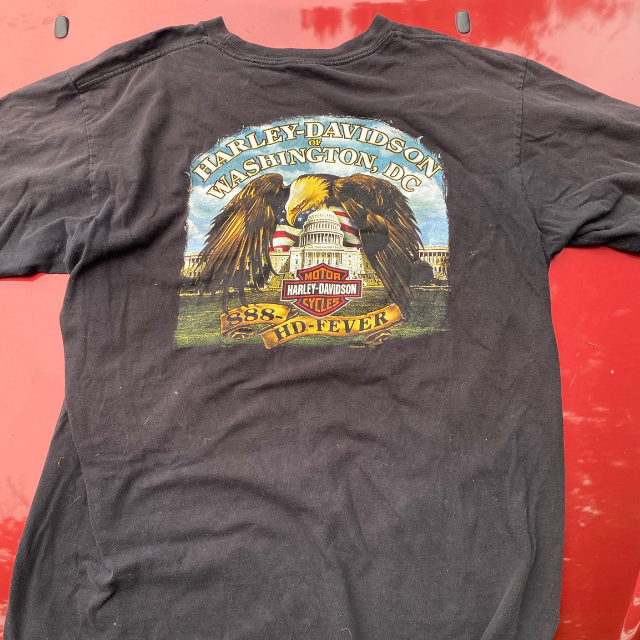 HARLEY-DAVIDSON
OF
WASHINGTON, DC
MOTOR
HARLEY-DAVIDSON
CYCLES
888-
HD-FEVER